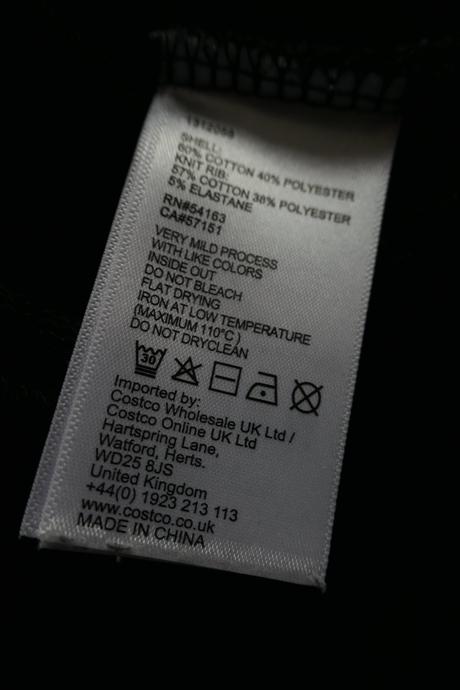 1312058
SHELL:
60% COTTON 40% POLYESTER
KNIT RIB:
57% COTTON 38% POLYESTER
5% ELASTANE
RN#54163
CA#57151
VERY MILD PROCESS
WITH LIKE COLORS
INSIDE OUT
DO NOT BLEACH
FLAT DRYING
IRON AT LOW TEMPERATURE
(MAXIMUM 110°C )
DO NOT DRYCLEAN
30
Imported by:
Costco Wholesale UK Ltd /
Costco Online UK Ltd
Hartspring Lane,
Watford, Herts.
WD25 8JS
United Kingdom
+44(0) 1923 213 113
www.costco.co.uk
MADE IN CHINA